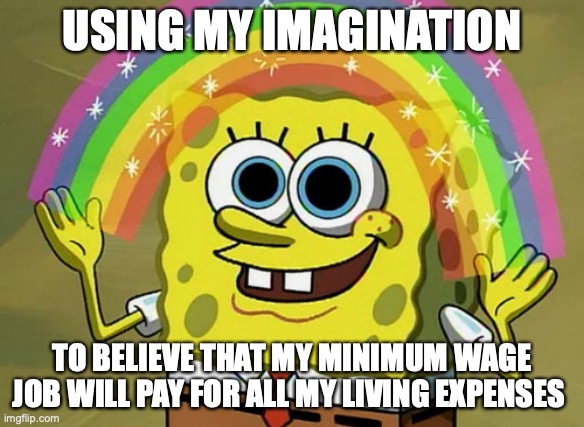 USING MY IMAGINATION
TO BELIEVE THAT MY MINIMUM WAGE
JOB WILL PAY FOR ALL MY LIVING EXPENSES
imgflip.com